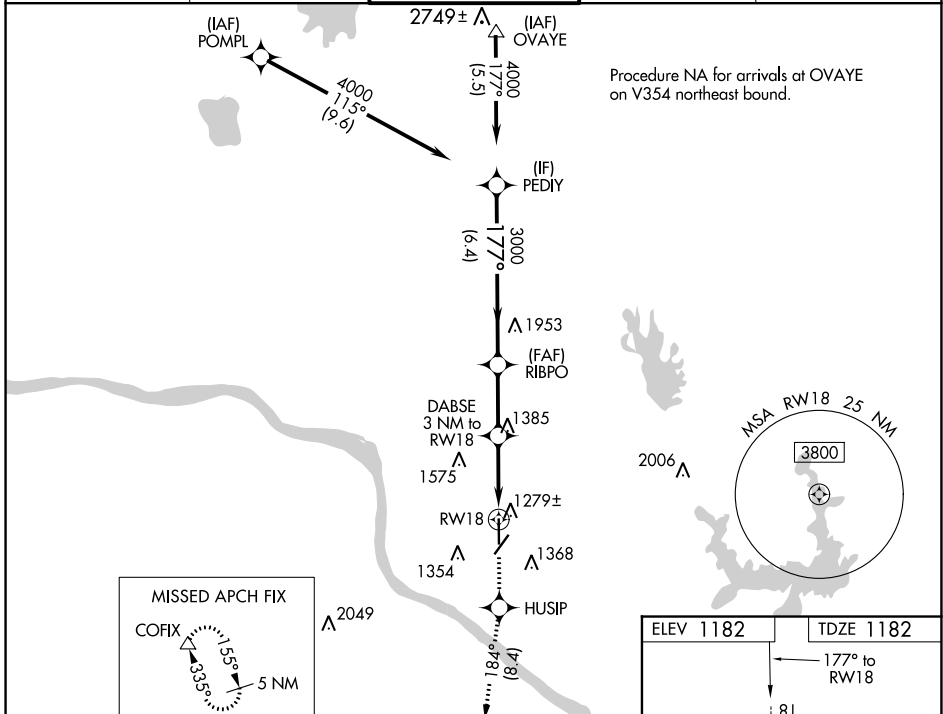 2749±
(IAF)
POMPL
(IAF)
OVAYE
4000
177°
(5.5)
4000
115°
(9.6)
Procedure NA for arrivals at OVAYE
on V354 northeast bound.
(IF)
PEDIY
3000
177°
(6.4)
1953
(FAF)
RIBPO
DABSE
3 NM to
RW18
1385
1575
2006
MSA RW18 25 NM
3800
1279±
RW18
1354
1368
HUSIP
184°
(8.4)
2049
MISSED APCH FIX
COFIX
155°
335°
5 NM
ELEV 1182
TDZE 1182
177° to
RW18